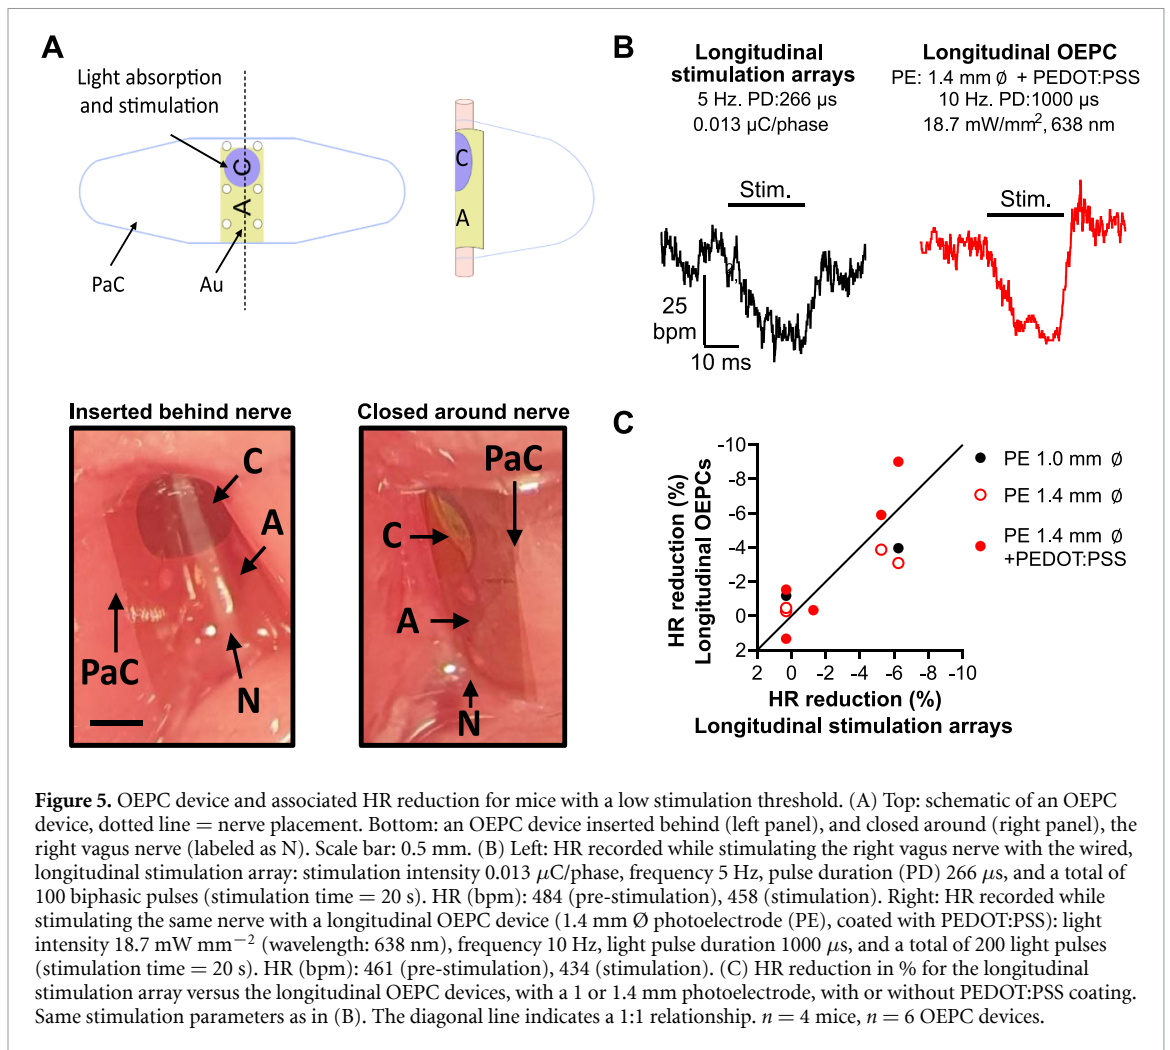 A
Light absorption
and stimulation
C
A
PaC
Au
C
A
Inserted behind nerve
C
A
PaC
N
Closed around nerve
PaC
C
A
N
B
Longitudinal
stimulation arrays
5 Hz. PD:266 µs
0.013 µC/phase
Longitudinal OEPC
PE: 1.4 mm ø + PEDOT:PSS
10 Hz. PD:1000 µs
18.7 mW/mm², 638 nm
Stim.
Stim.
25
bpm
10 ms
C
HR reduction (%)
Longitudinal OEPCs
-10
-8
-6
-4
-2
0
2
2 0 -2 -4 -6 -8 -10
HR reduction (%)
Longitudinal stimulation arrays
PE 1.0 mm ø
PE 1.4 mm ø
PE 1.4 mm ø
+PEDOT:PSS
Figure 5. OEPC device and associated HR reduction for mice with a low stimulation threshold. (A) Top: schematic of an OEPC
device, dotted line = nerve placement. Bottom: an OEPC device inserted behind (left panel), and closed around (right panel), the
right vagus nerve (labeled as N). Scale bar: 0.5 mm. (B) Left: HR recorded while stimulating the right vagus nerve with the wired,
longitudinal stimulation array: stimulation intensity 0.013 µC/phase, frequency 5 Hz, pulse duration (PD) 266 µs, and a total of
100 biphasic pulses (stimulation time = 20 s). HR (bpm): 484 (pre-stimulation), 458 (stimulation). Right: HR recorded while
stimulating the same nerve with a longitudinal OEPC device (1.4 mm Ø photoelectrode (PE), coated with PEDOT:PSS): light
intensity 18.7 mW mm⁻² (wavelength: 638 nm), frequency 10 Hz, light pulse duration 1000 µs, and a total of 200 light pulses
(stimulation time = 20 s). HR (bpm): 461 (pre-stimulation), 434 (stimulation). (C) HR reduction in % for the longitudinal
stimulation array versus the longitudinal OEPC devices, with a 1 or 1.4 mm photoelectrode, with or without PEDOT:PSS coating.
Same stimulation parameters as in (B). The diagonal line indicates a 1:1 relationship. n = 4 mice, n = 6 OEPC devices.